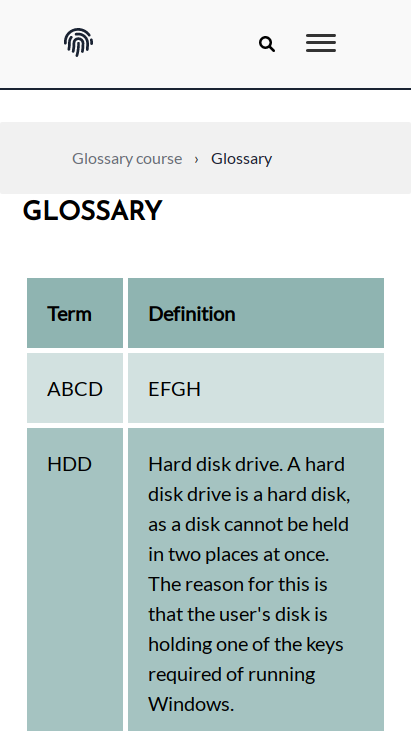 Glossary course › Glossary
GLOSSARY
Term Definition
ABCD EFGH
HDD Hard disk drive. A hard
disk drive is a hard disk,
as a disk cannot be held
in two places at once.
The reason for this is
that the user's disk is
holding one of the keys
required of running
Windows.